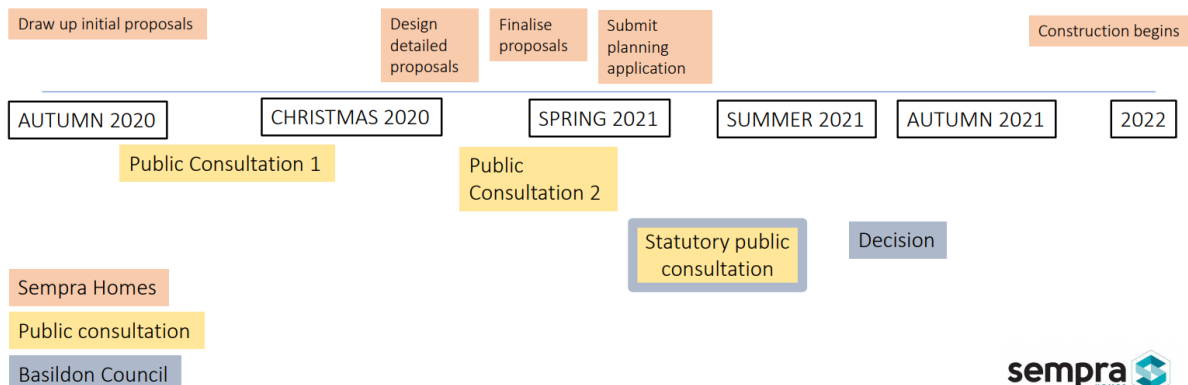 Draw up initial proposals
Design
detailed
proposals
Finalise
proposals
Submit
planning
application
Construction begins
AUTUMN 2020
CHRISTMAS 2020
SPRING 2021
SUMMER 2021
AUTUMN 2021
2022
Public Consultation 1
Public
Consultation 2
Statutory public
consultation
Decision
Sempra Homes
Public consultation
Basildon Council
sempra